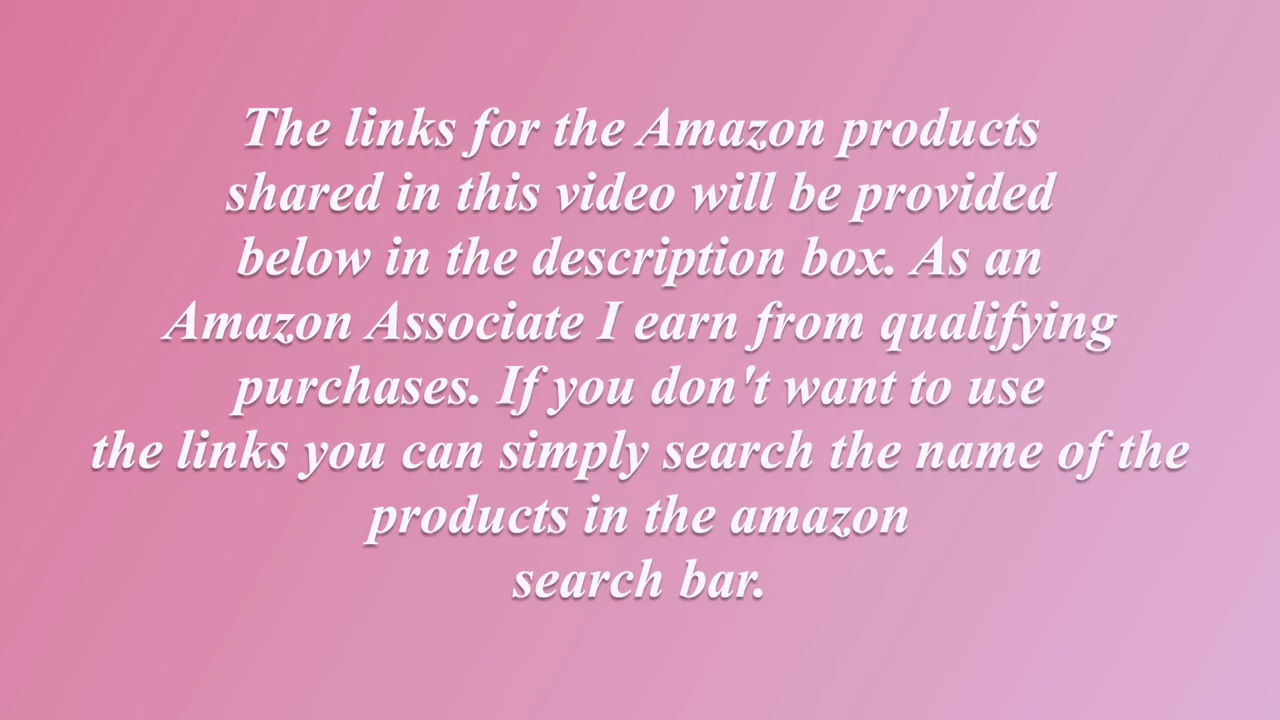 The links for the Amazon products
shared in this video will be provided
below in the description box. As an
Amazon Associate I earn from qualifying
purchases. If you don't want to use
the links you can simply search the name of the
products in the amazon
search bar.